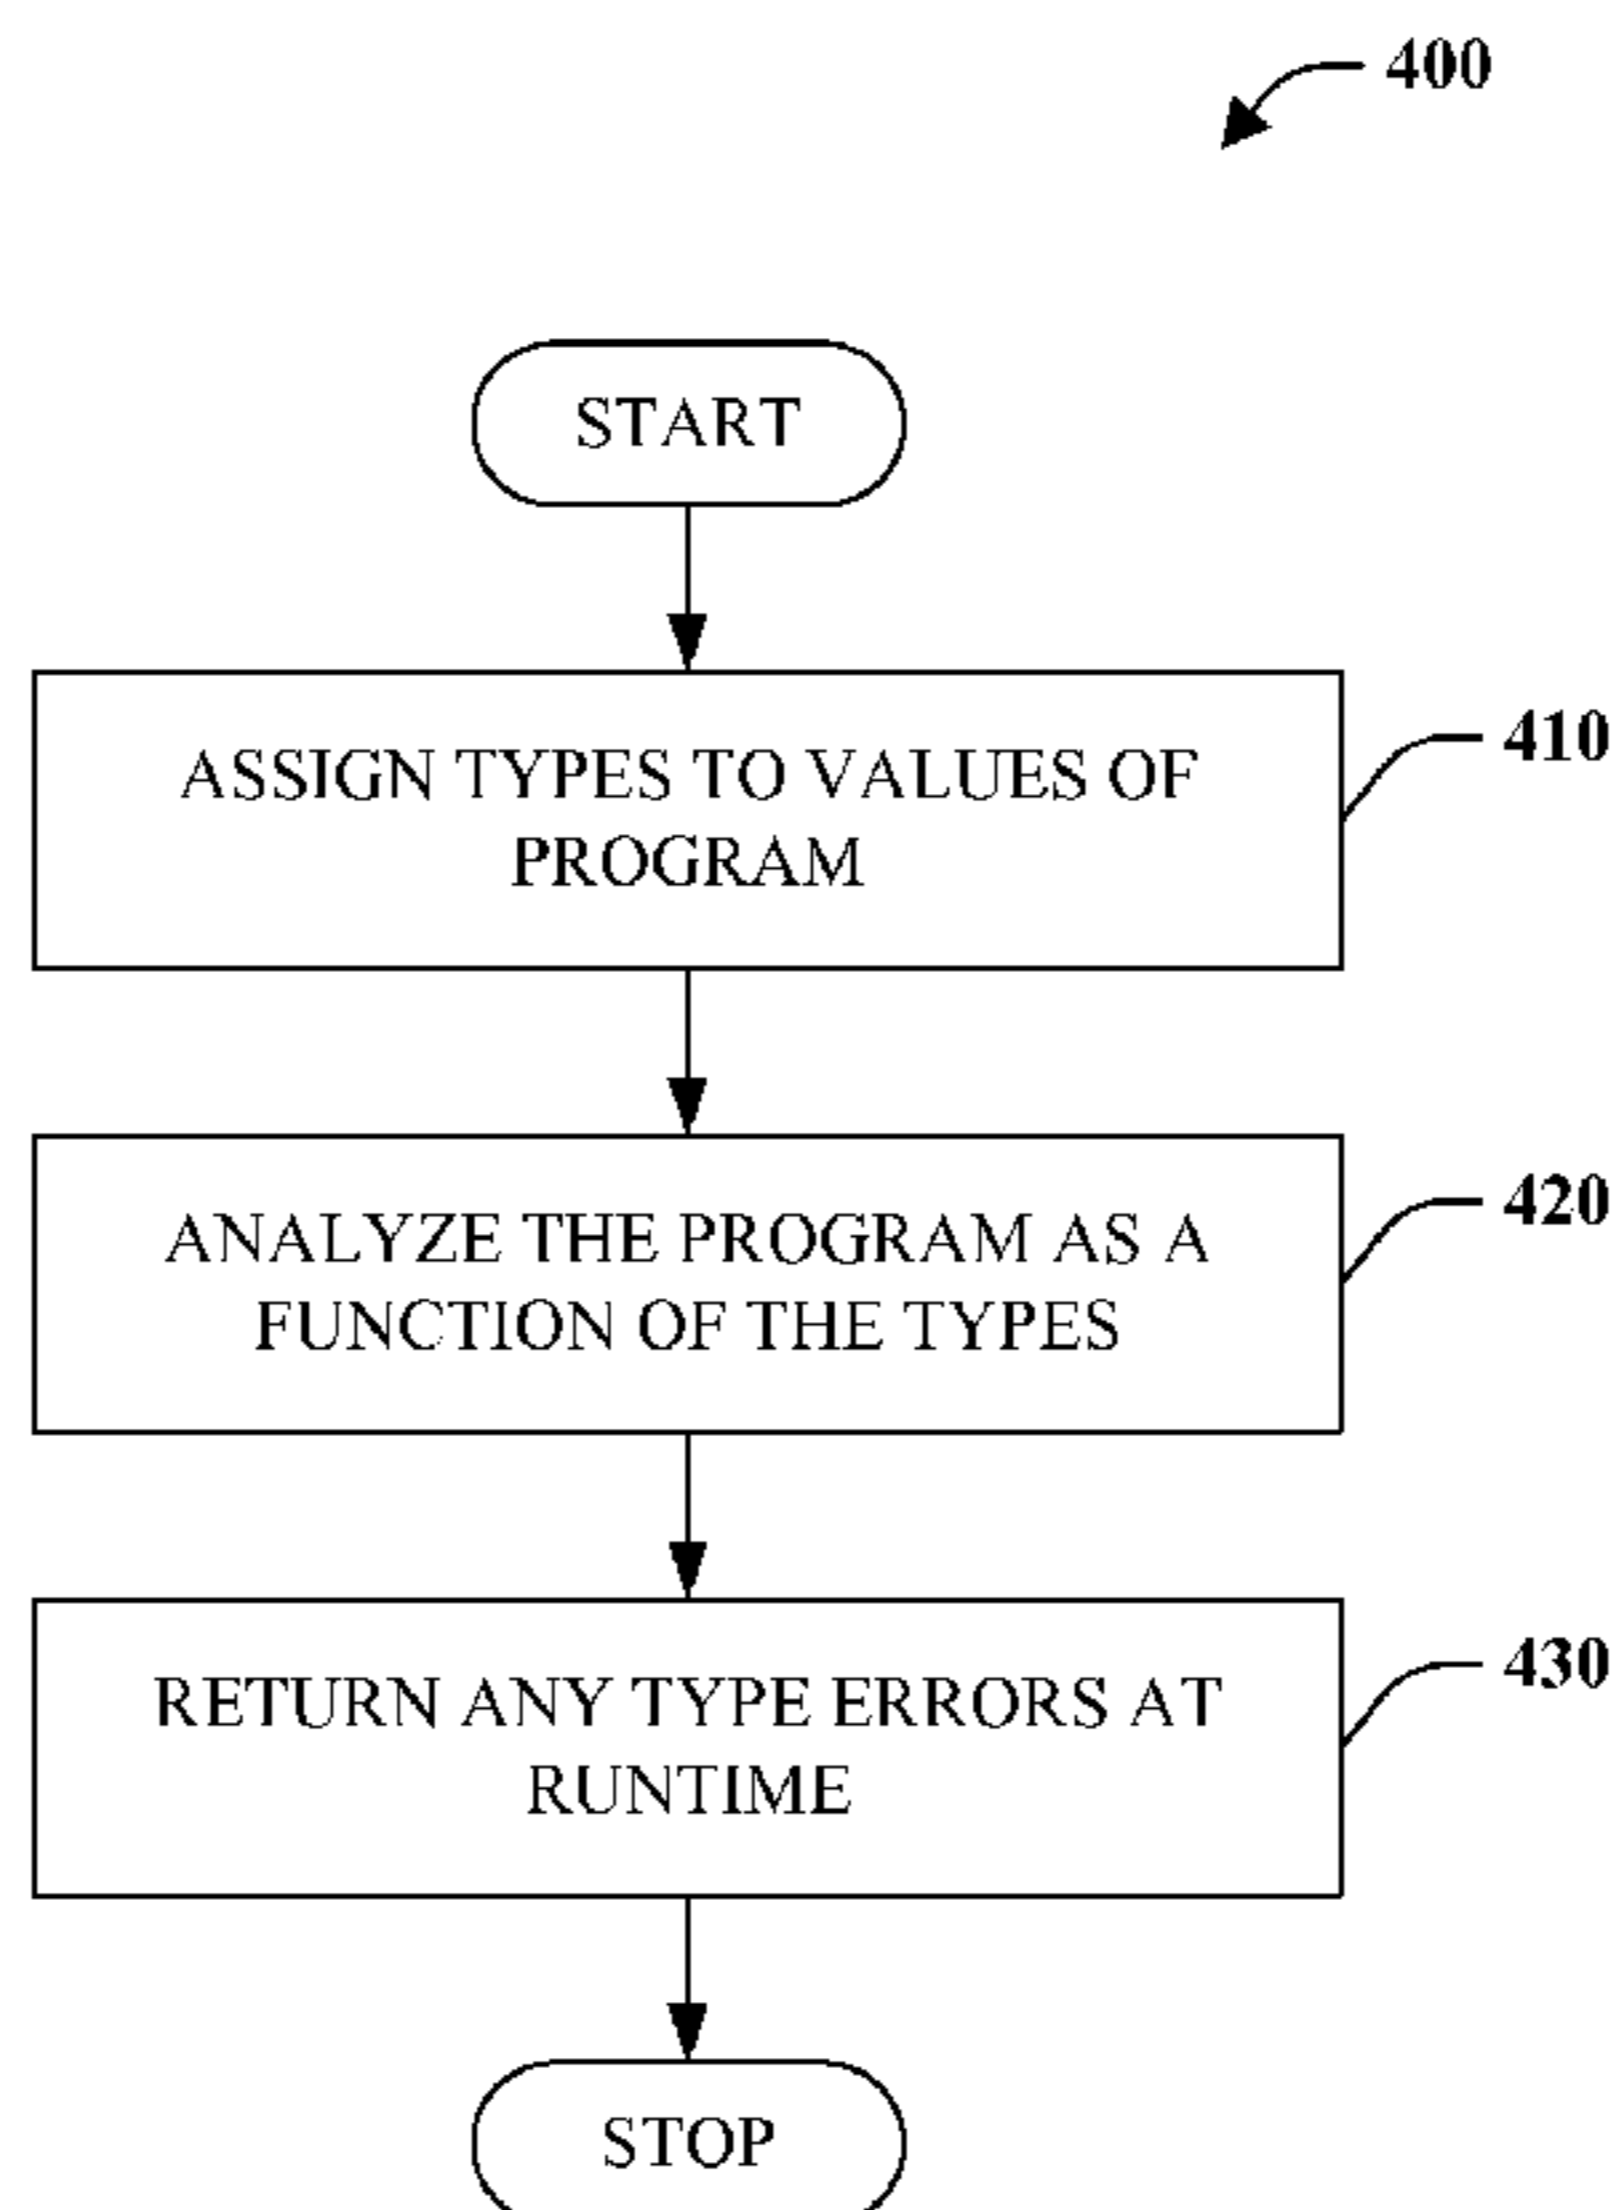 400
START
ASSIGN TYPES TO VALUES OF
PROGRAM
410
ANALYZE THE PROGRAM AS A
FUNCTION OF THE TYPES
420
RETURN ANY TYPE ERRORS AT
RUNTIME
430
STOP